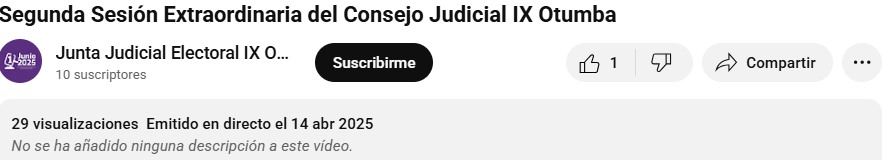 Segunda Sesión Extraordinaria del Consejo Judicial IX Otumba
Junio
2025
Junta Judicial Electoral IX O...
10 suscriptores
Suscribirme
1
Compartir
29 visualizaciones Emitido en directo el 14 abr 2025
No se ha añadido ninguna descripción a este vídeo.